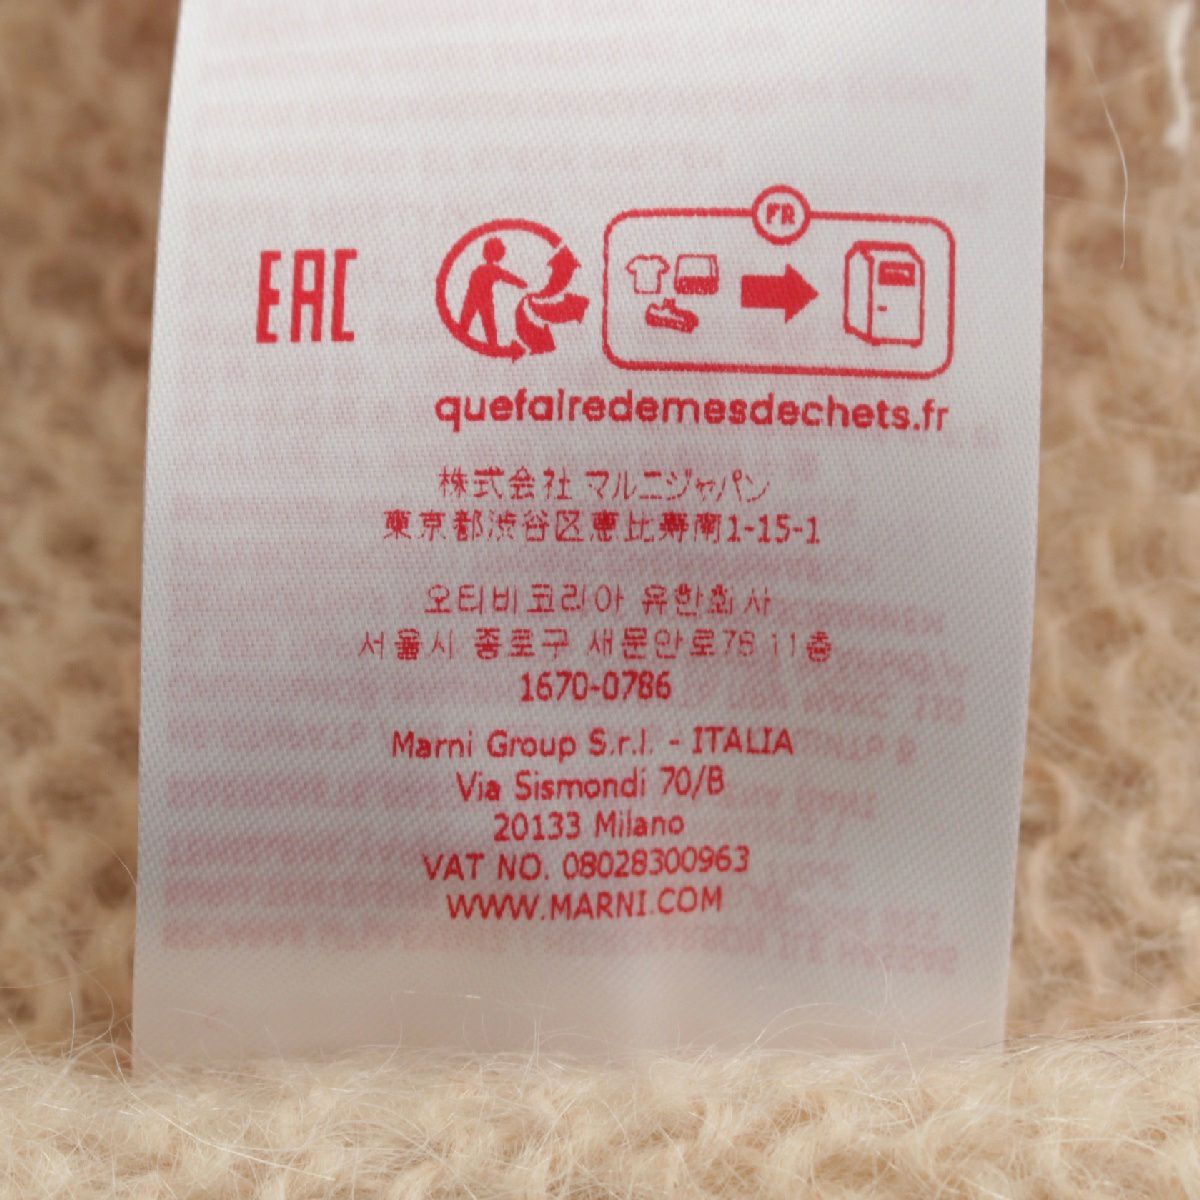 EAC
FR
quefairedemesdechets.fr
株式会社 マルニジャパン
東京都渋谷区恵比寿南1-15-1
오티비코리아 유한회사
서울시 종로구 새문안로76 11층
1670-0786
Marni Group S.r.l. - ITALIA
Via Sismondi 70/B
20133 Milano
VAT NO. 08028300963
WWW.MARNI.COM